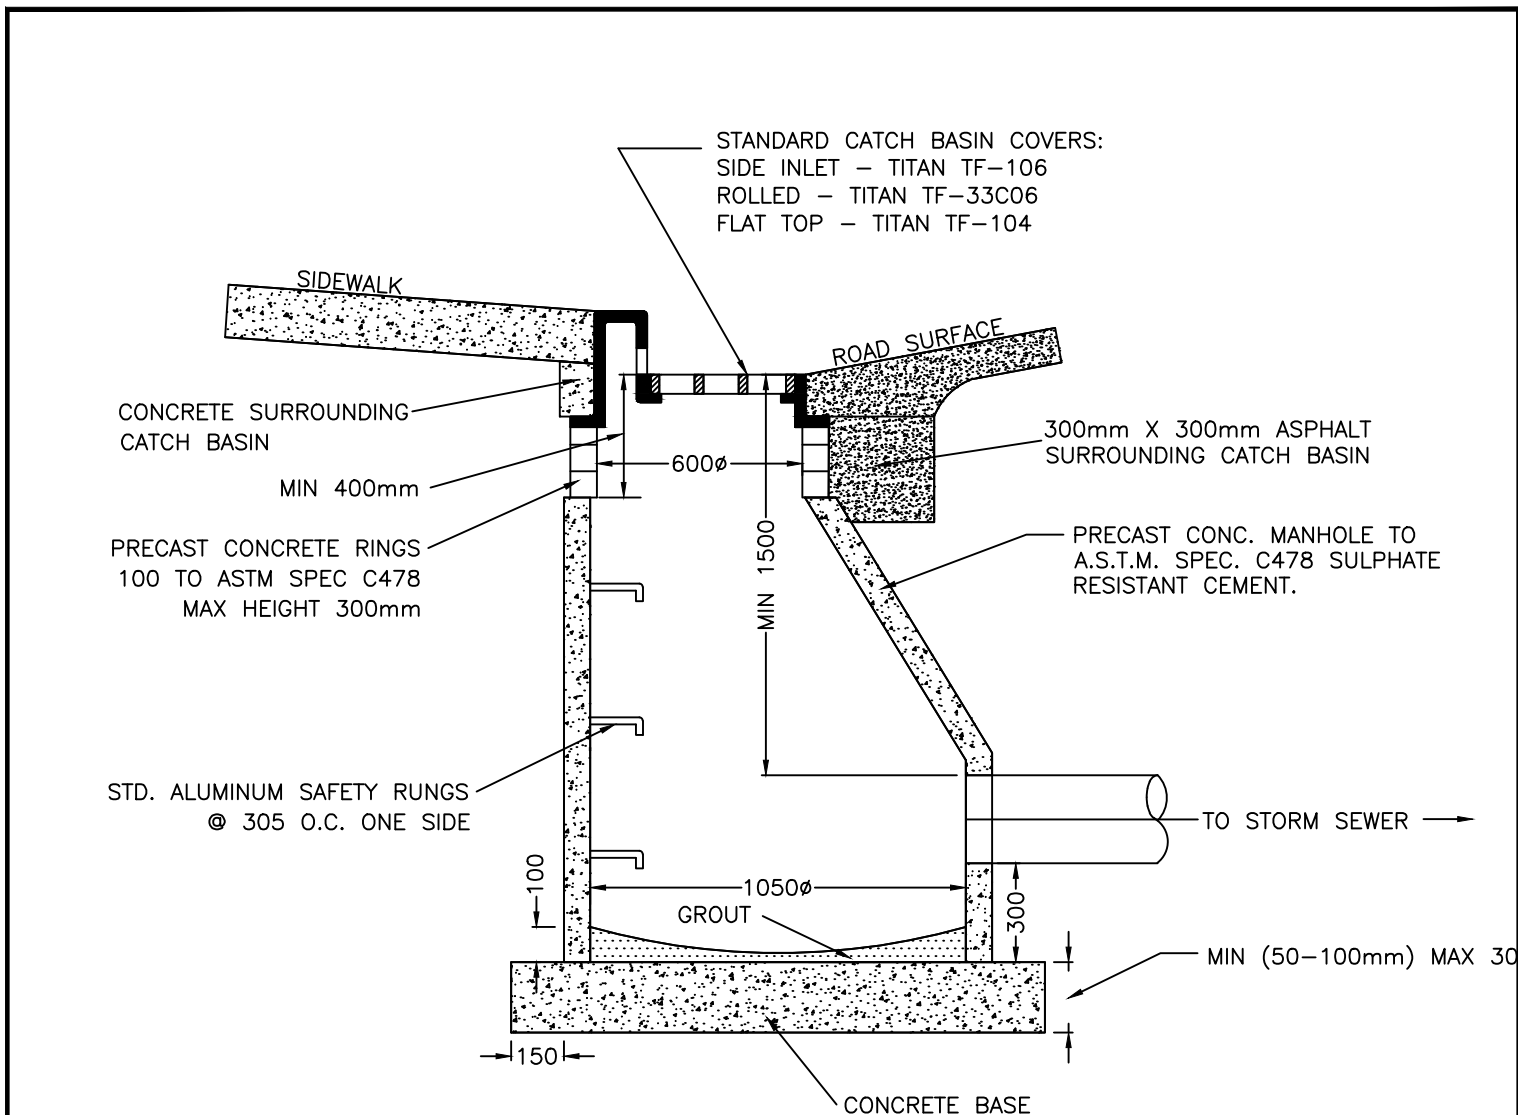 STANDARD CATCH BASIN COVERS:
SIDE INLET – TITAN TF–106
ROLLED – TITAN TF–33C06
FLAT TOP – TITAN TF–104
SIDEWALK
ROAD SURFACE
CONCRETE SURROUNDING
CATCH BASIN
300mm X 300mm ASPHALT
SURROUNDING CATCH BASIN
600ø
MIN 400mm
MIN 1500
PRECAST CONCRETE RINGS
100 TO ASTM SPEC C478
MAX HEIGHT 300mm
PRECAST CONC. MANHOLE TO
A.S.T.M. SPEC. C478 SULPHATE
RESISTANT CEMENT.
STD. ALUMINUM SAFETY RUNGS
@ 305 O.C. ONE SIDE
TO STORM SEWER
100
1050ø
300
GROUT
MIN (50–100mm) MAX 30
150
CONCRETE BASE